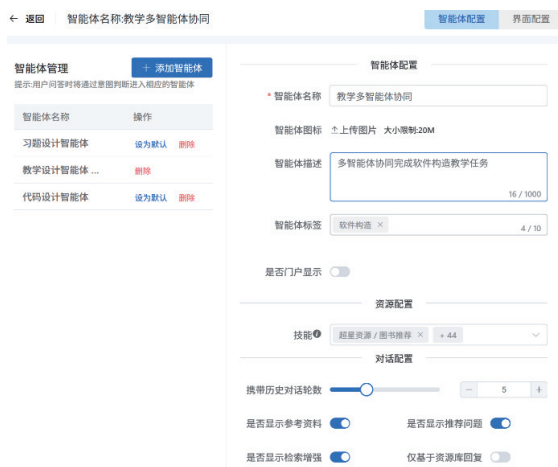 ← 返回 智能体名称:教学多智能体协同 智能体配置 界面配置
智能体管理 + 添加智能体
提示:用户问答时将通过意图判断进入相应的智能体
智能体名称 操作
习题设计智能体 设为默认 删除
教学设计智能体 ... 删除
代码设计智能体 设为默认 删除
智能体配置
* 智能体名称 教学多智能体协同
智能体图标 上传图片 大小限制:20M
智能体描述 多智能体协同完成软件构造教学任务
16 / 1000
智能体标签 软件构造 ×
4 / 10
是否门户显示
资源配置
技能 超星资源 / 图书推荐 × + 44
对话配置
携带历史对话轮数 − 5 +
是否显示参考资料 是否显示推荐问题
是否显示检索增强 仅基于资源库回复